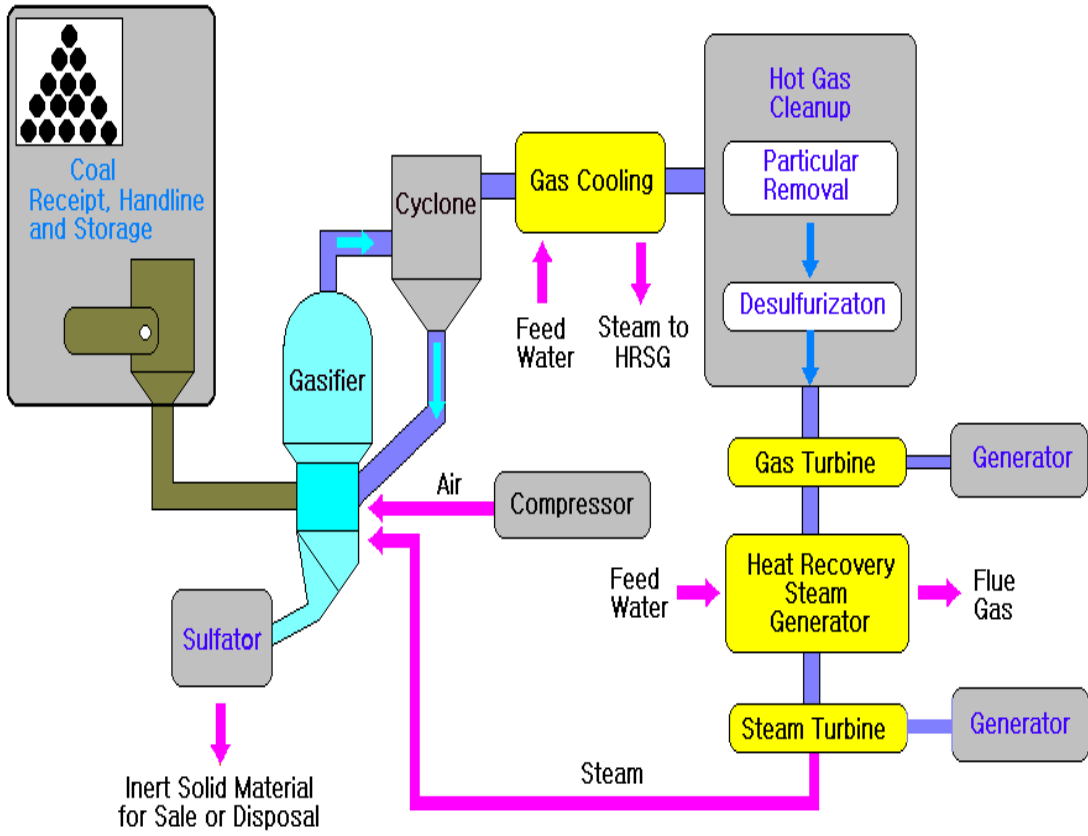 Coal
Receipt, Handline
and Storage
Cyclone
Gas Cooling
Hot Gas
Cleanup
Particular
Removal
Desulfurizaton
Feed
Water
Steam to
HRSG
Gasifier
Gas Turbine
Generator
Air
Compressor
Feed
Water
Heat Recovery
Steam
Generator
Flue
Gas
Sulfator
Steam Turbine
Generator
Steam
Inert Solid Material
for Sale or Disposal